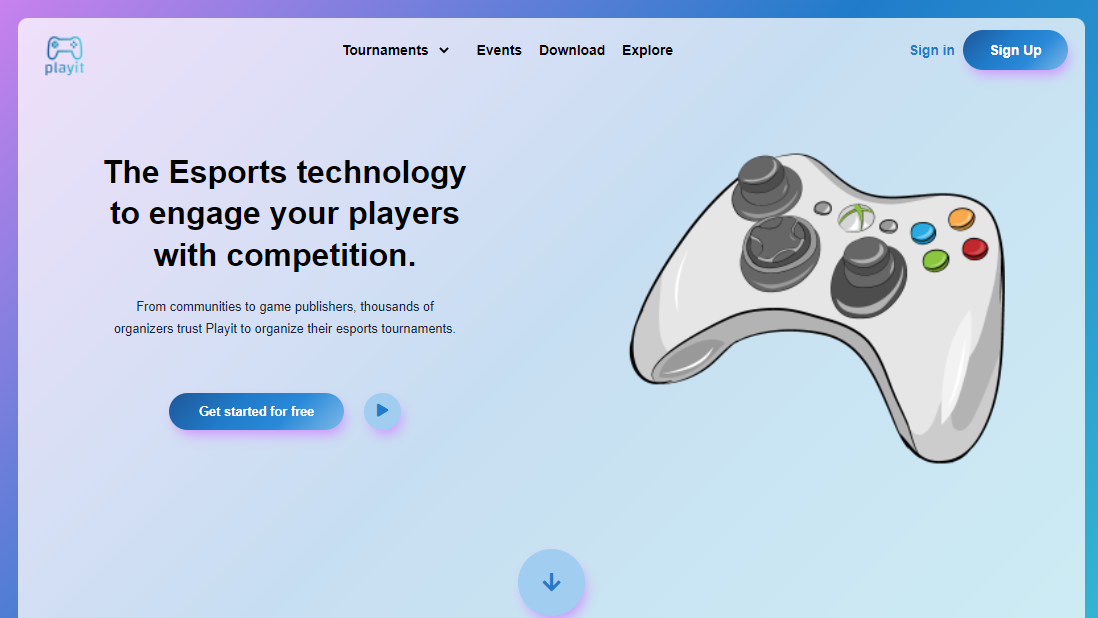 playit
Tournaments
Events
Download
Explore
Sign in
Sign Up
The Esports technology
to engage your players
with competition.
From communities to game publishers, thousands of
organizers trust Playit to organize their esports tournaments.
Get started for free